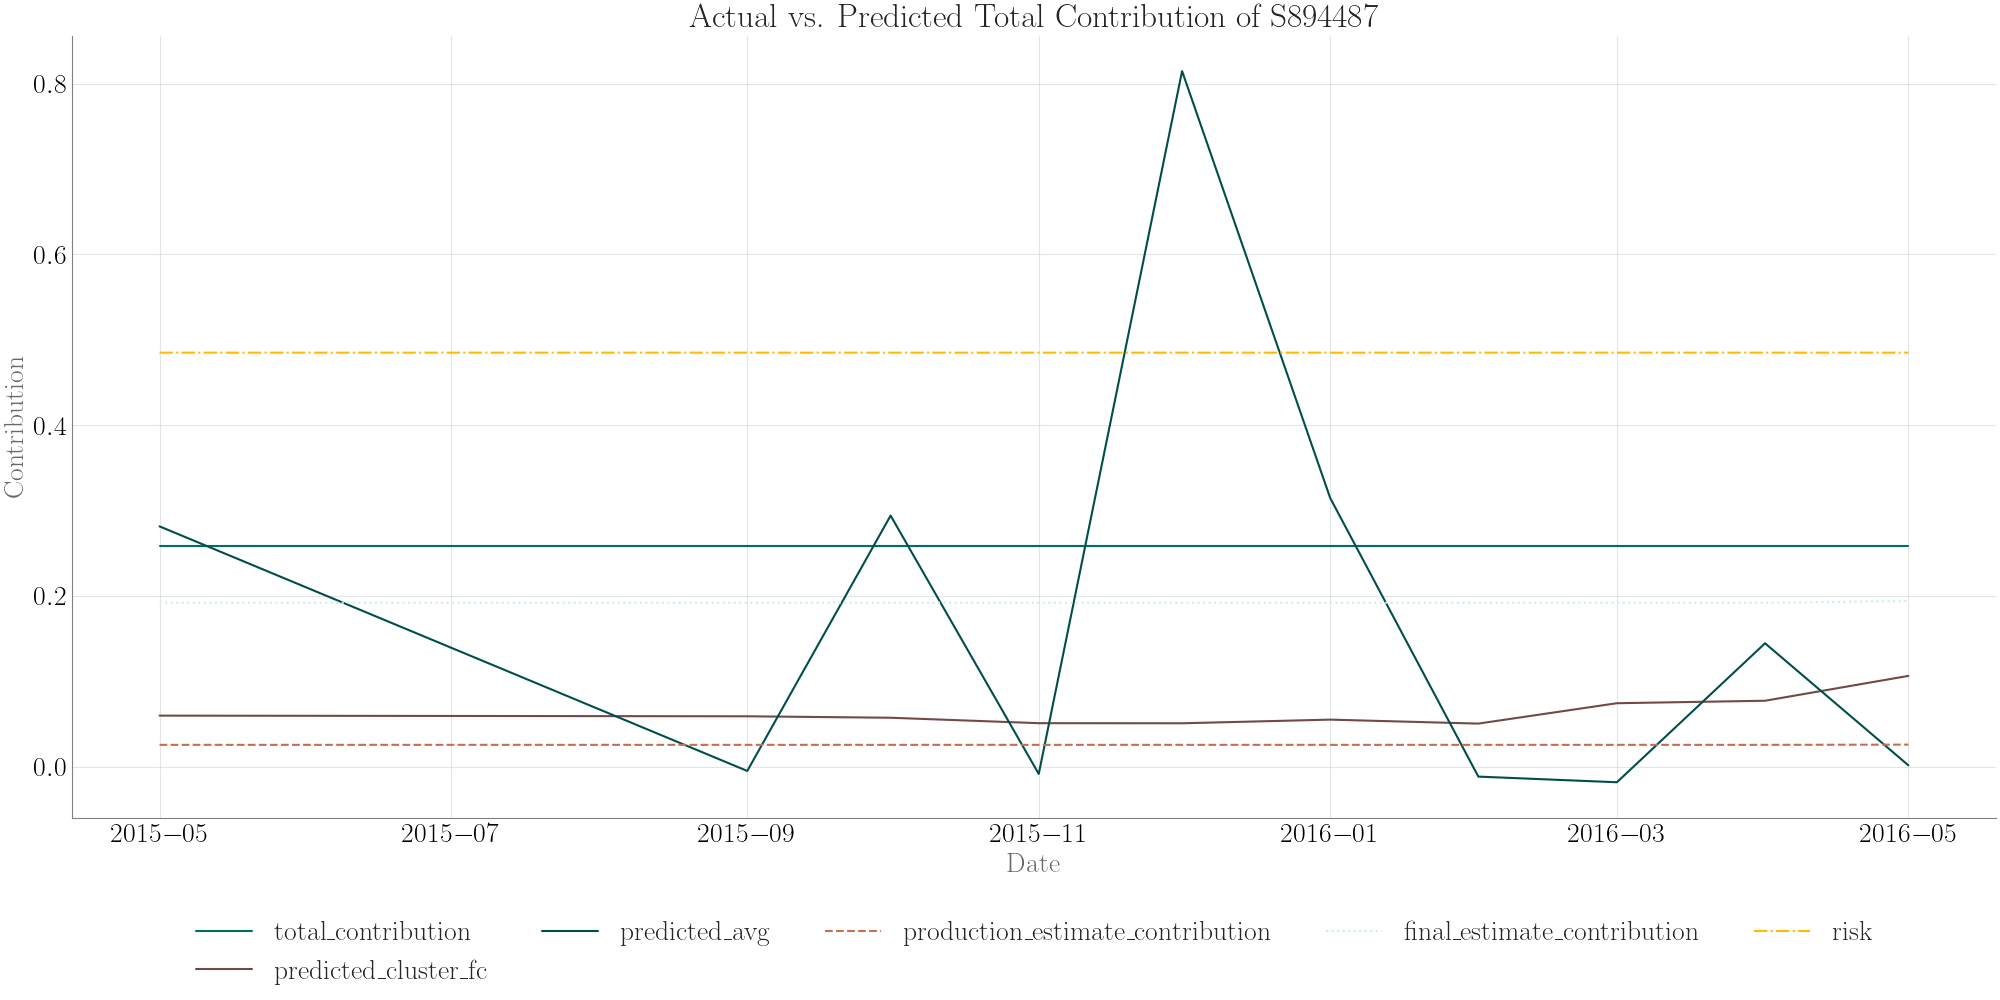 Actual vs. Predicted Total Contribution of S894487
0.8
0.6
0.4
0.2
0.0
Contribution
2015–05 2015–07 2015–09 2015–11 2016–01 2016–03 2016–05
Date
total_contribution predicted_avg production_estimate_contribution final_estimate_contribution risk
predicted_cluster_fc